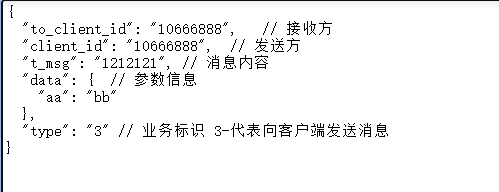 {
"to_client_id": "10666888",   // 接收方
"client_id": "10666888",  // 发送方
"t_msg": "1212121", // 消息内容
"data": {  // 参数信息
"aa": "bb"
},
"type": "3" // 业务标识 3-代表向客户端发送消息
}